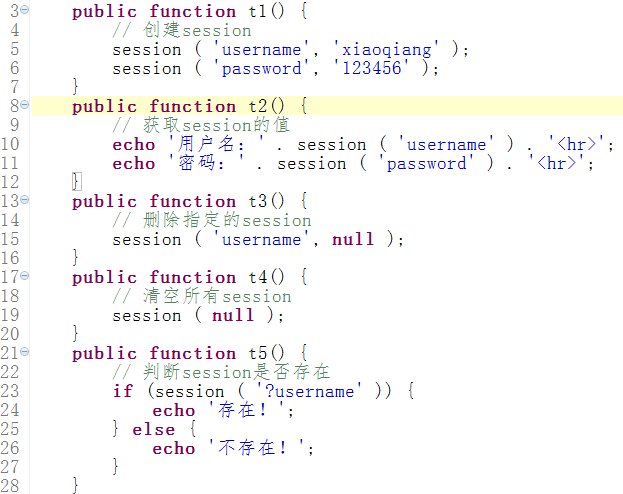 3 public function t1() {
4 // 创建session
5 session ( 'username', 'xiaoqiang' );
6 session ( 'password', '123456' );
7 }
8 public function t2() {
9 // 获取session的值
10 echo '用户名：' . session ( 'username' ) . '<hr>';
11 echo '密码：' . session ( 'password' ) . '<hr>';
12 }
13 public function t3() {
14 // 删除指定的session
15 session ( 'username', null );
16 }
17 public function t4() {
18 // 清空所有session
19 session ( null );
20 }
21 public function t5() {
22 // 判断session是否存在
23 if (session ( '?username' )) {
24 echo '存在！';
25 } else {
26 echo '不存在！';
27 }
28 }